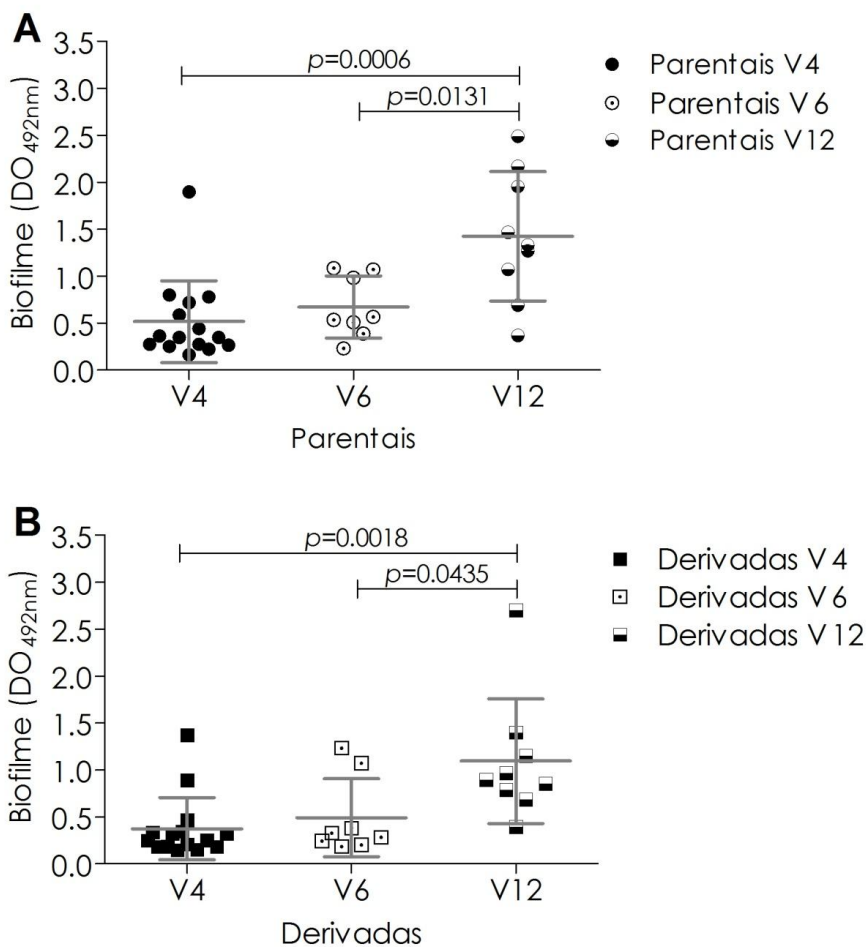 A
3.5
3.0
2.5
2.0
1.5
1.0
0.5
0.0
Biofilme (DO492nm)
p=0.0006
p=0.0131
V4 V6 V12
Parentais
Parentais V4
Parentais V6
Parentais V12
B
3.5
3.0
2.5
2.0
1.5
1.0
0.5
0.0
Biofilme (DO492nm)
p=0.0018
p=0.0435
V4 V6 V12
Derivadas
Derivadas V4
Derivadas V6
Derivadas V12